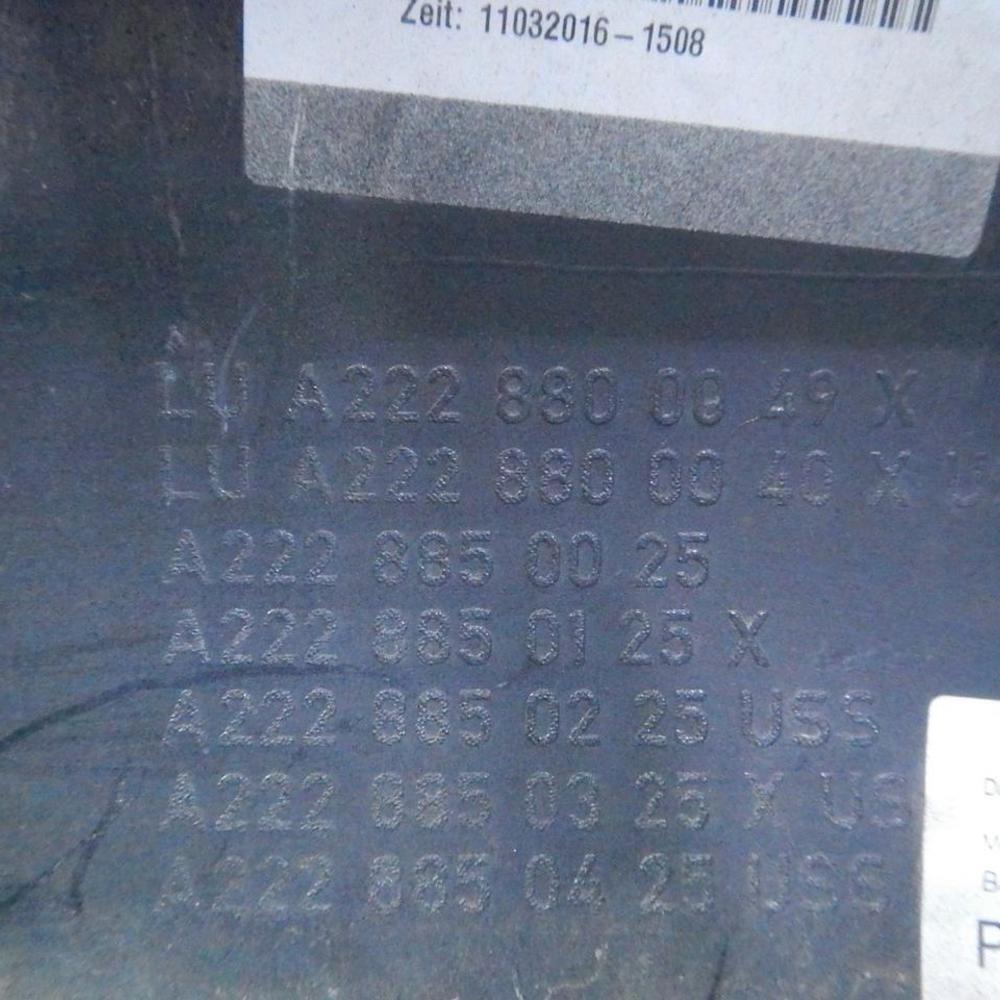 Zeit: 11032016-1508
LU A222 880 00 49 X
LU A222 880 00 40 X
A222 885 00 25
A222 885 01 25 X
A222 885 02 25 USS
A222 885 03 25 X
A222 885 04 25 USS
P